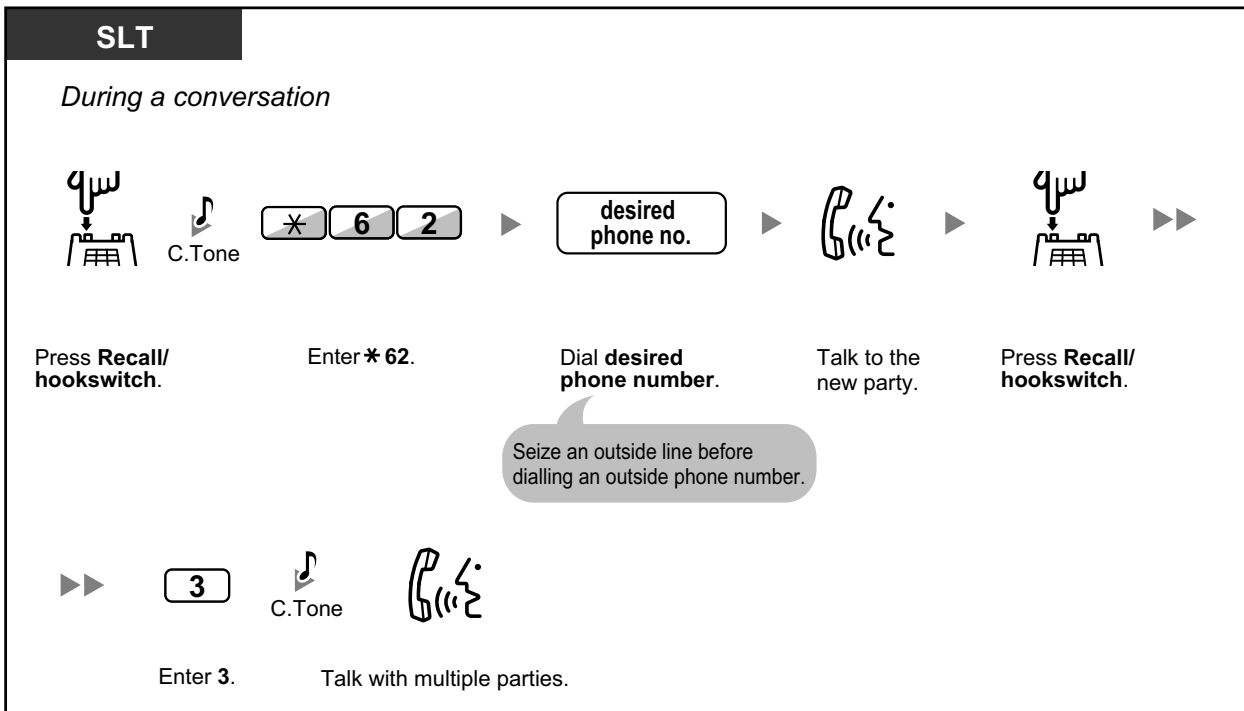 SLT
During a conversation
C.Tone
* 6 2
desired
phone no.
Press Recall/
hookswitch.
Enter * 62.
Dial desired
phone number.
Talk to the
new party.
Press Recall/
hookswitch.
Seize an outside line before
dialling an outside phone number.
3
C.Tone
Enter 3.
Talk with multiple parties.